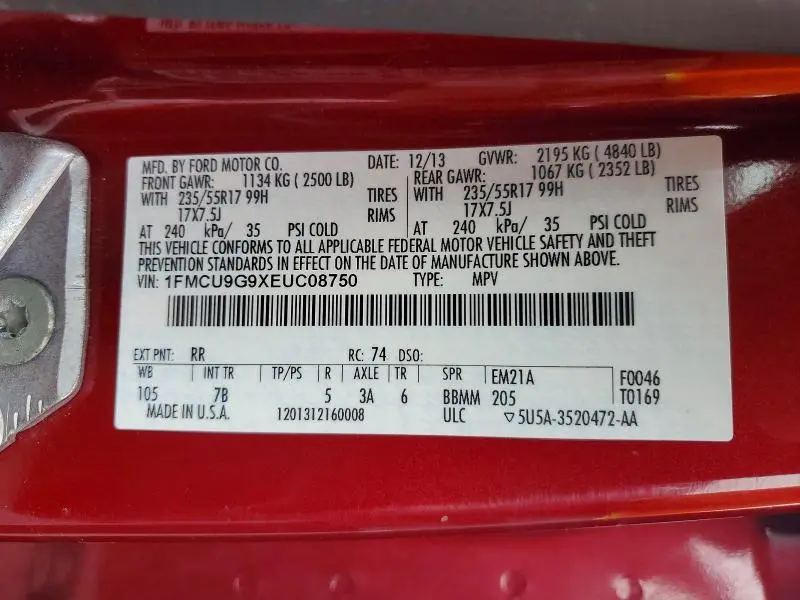 MFD. BY FORD MOTOR CO. DATE: 12/13 GVWR: 2195 KG ( 4840 LB)
FRONT GAWR: 1134 KG ( 2500 LB) REAR GAWR: 1067 KG ( 2352 LB)
WITH 235/55R17 99H TIRES WITH 235/55R17 99H TIRES
17X7.5J RIMS 17X7.5J RIMS
AT 240 kPa/ 35 PSI COLD AT 240 kPa/ 35 PSI COLD
THIS VEHICLE CONFORMS TO ALL APPLICABLE FEDERAL MOTOR VEHICLE SAFETY AND THEFT
PREVENTION STANDARDS IN EFFECT ON THE DATE OF MANUFACTURE SHOWN ABOVE.
VIN: 1FMCU9G9XEUC08750 TYPE: MPV
EXT PNT: RR RC: 74 DSO:
WB INT TR TP/PS R AXLE TR SPR EM21A F0046
105 7B 5 3A 6 BBMM 205 T0169
MADE IN U.S.A. 1201312160008 ULC ▽5U5A-3520472-AA